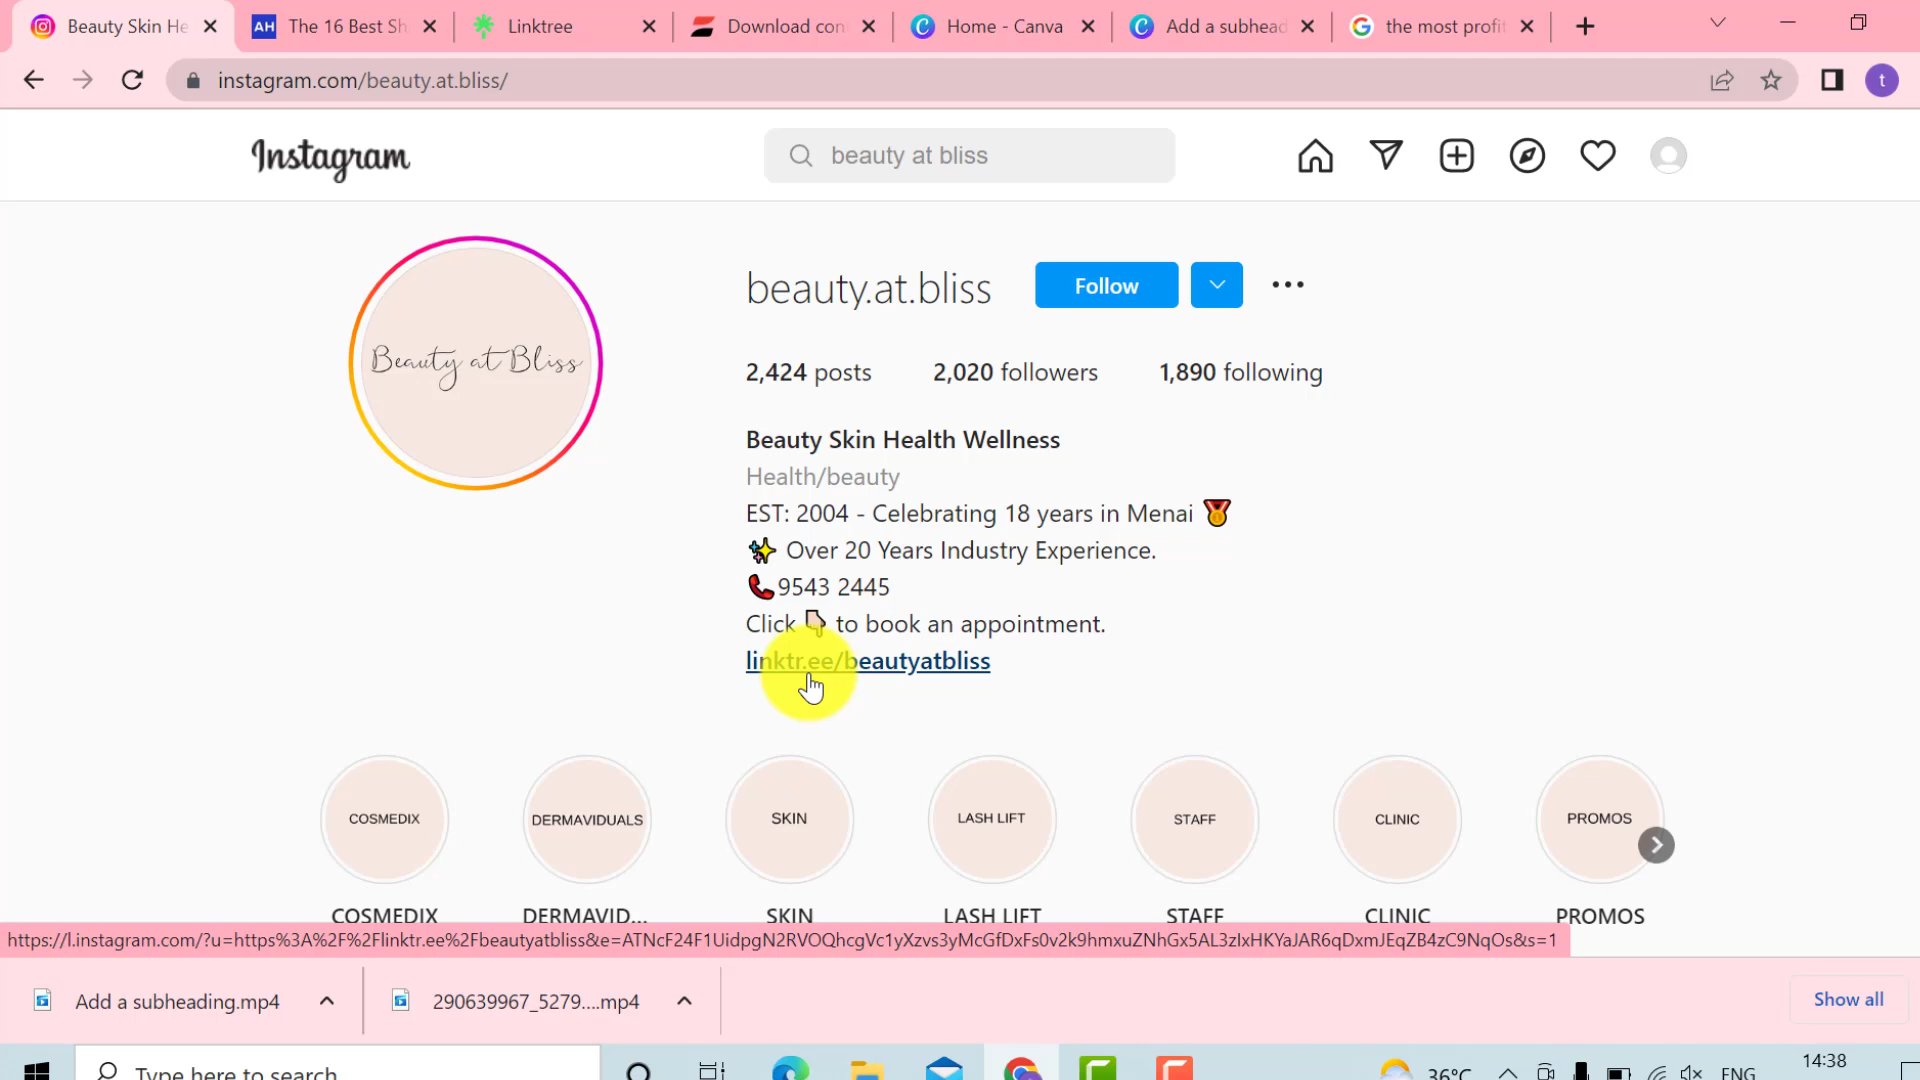 Beauty Skin He
The 16 Best Sh
Linktree
Download con
Home - Canva
Add a subhead
the most profit
instagram.com/beauty.at.bliss/
t
Instagram
beauty at bliss
Beauty at Bliss
beauty.at.bliss
Follow
2,424 posts 2,020 followers 1,890 following
Beauty Skin Health Wellness
Health/beauty
EST: 2004 - Celebrating 18 years in Menai
Over 20 Years Industry Experience.
9543 2445
Click to book an appointment.
linktr.ee/beautyatbliss
COSMEDIX DERMAVIDUALS SKIN LASH LIFT STAFF CLINIC PROMOS
COSMEDIX DERMAVID... SKIN LASH LIFT STAFF CLINIC PROMOS
https://l.instagram.com/?u=https%3A%2F%2Flinktr.ee%2Fbeautyatbliss&e=ATNcF24F1UidpgN2RVOQhcgVc1yXzvs3yMcGfDxFs0v2k9hmxuZNhGx5AL3zIxHKYaJAR6qDxmJEqZB4zC9NqOs&s=1
Add a subheading.mp4
290639967_5279....mp4
Show all
Type here to search
36°C
ENG
14:38